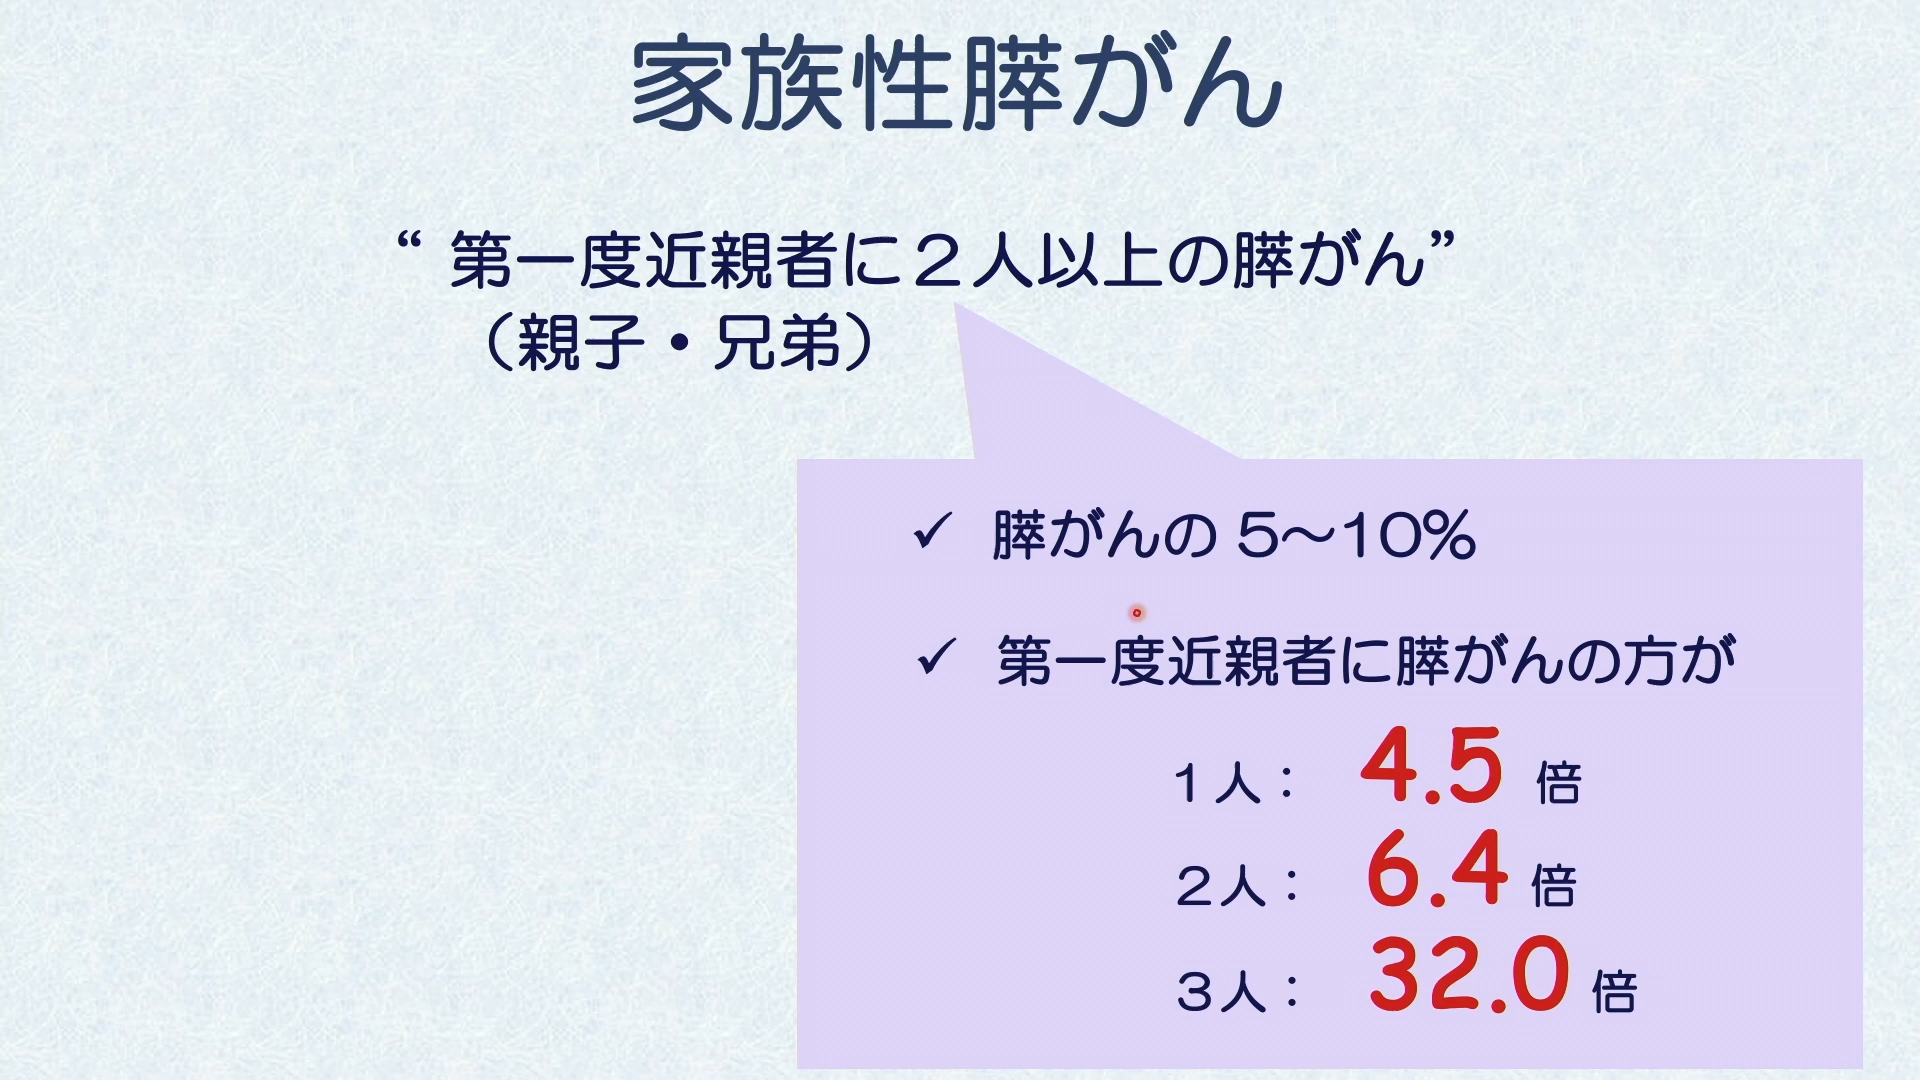 家族性膵がん
“ 第一度近親者に２人以上の膵がん”
（親子・兄弟）
✓ 膵がんの 5～10%
✓ 第一度近親者に膵がんの方が
１人： 4.5 倍
２人： 6.4 倍
３人： 32.0 倍